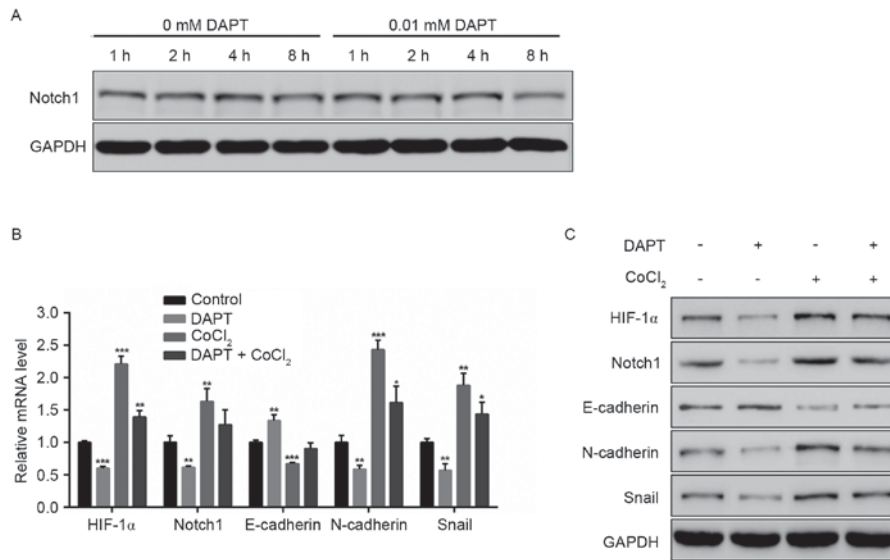 A
0 mM DAPT 0.01 mM DAPT
1 h 2 h 4 h 8 h 1 h 2 h 4 h 8 h
Notch1
GAPDH
B
Control
DAPT
CoCl₂
DAPT + CoCl₂
Relative mRNA level
3.0
2.5
2.0
1.5
1.0
0.5
0.0
*** *** **
** **
** ***
** *** *
** ** *
HIF-1α Notch1 E-cadherin N-cadherin Snail
C
DAPT - + - +
CoCl₂ - - + +
HIF-1α
Notch1
E-cadherin
N-cadherin
Snail
GAPDH